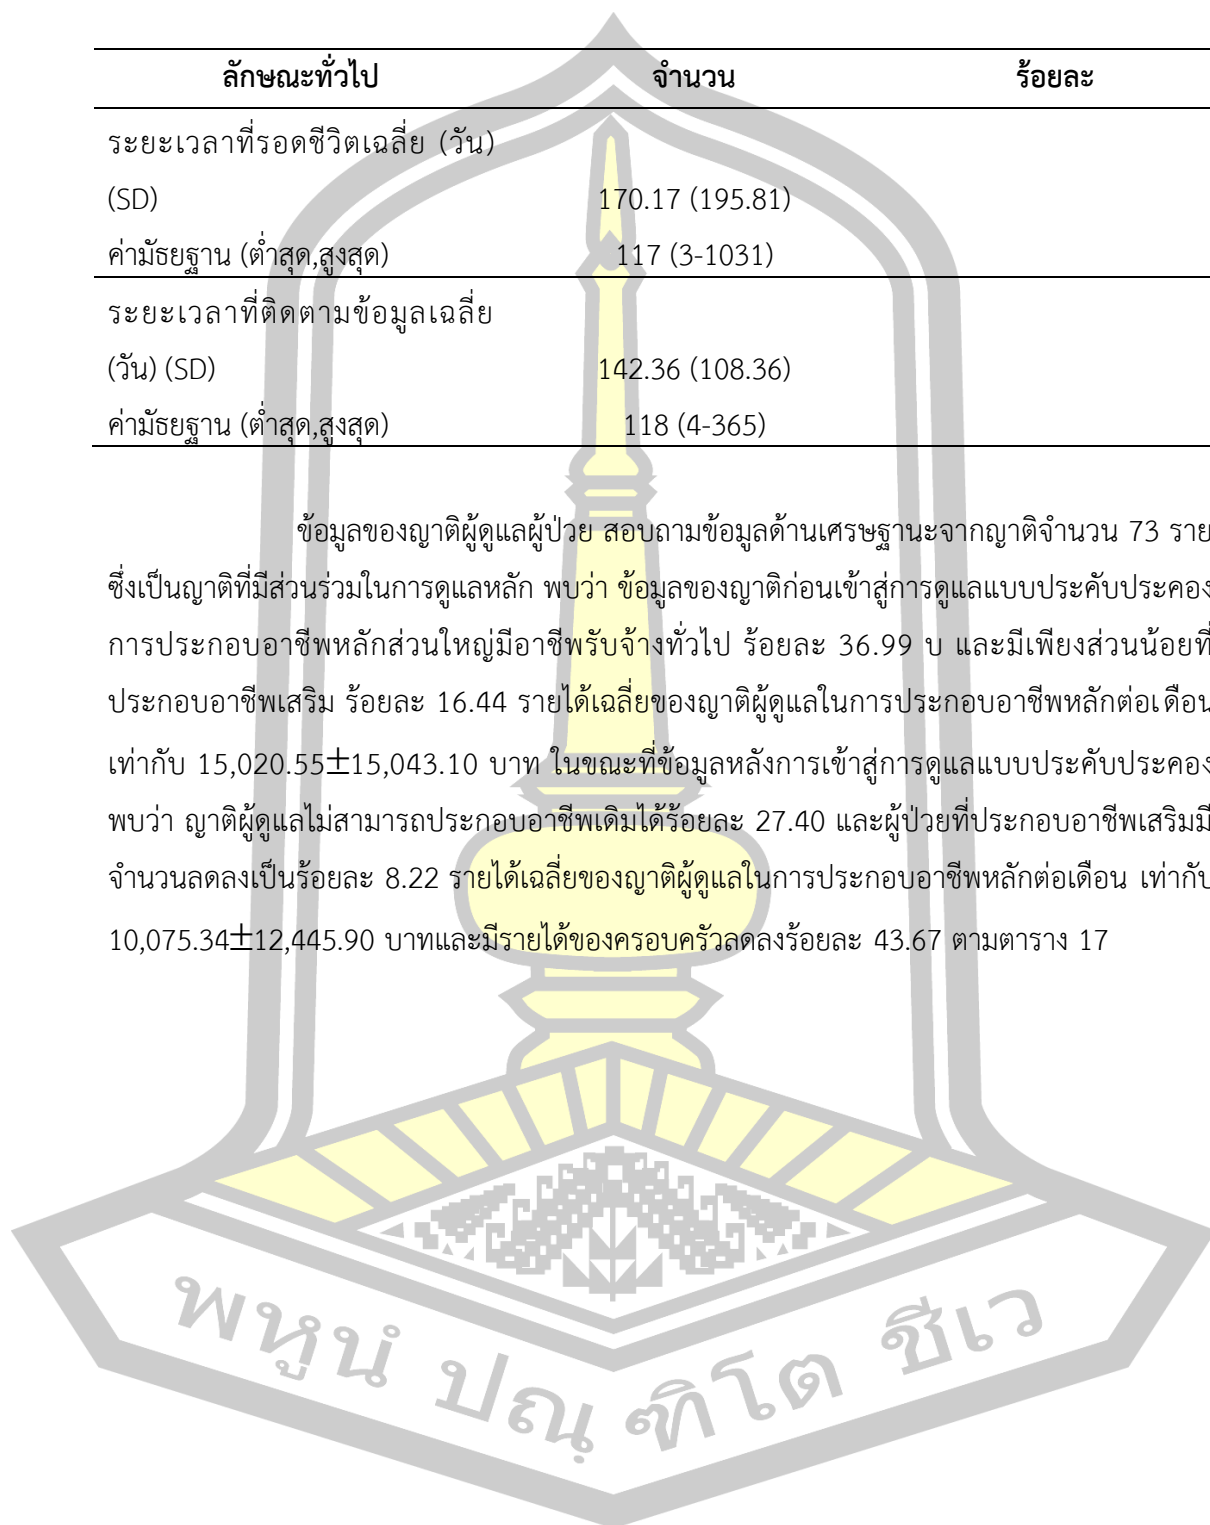 ลักษณะทั่วไป จำนวน ร้อยละ
ระยะเวลาที่รอดชีวิตเฉลี่ย (วัน)
(SD) 170.17 (195.81)
ค่ามัธยฐาน (ต่ำสุด,สูงสุด) 117 (3-1031)
ระยะเวลาที่ติดตามข้อมูลเฉลี่ย
(วัน) (SD) 142.36 (108.36)
ค่ามัธยฐาน (ต่ำสุด,สูงสุด) 118 (4-365)
ข้อมูลของญาติผู้ดูแลผู้ป่วย สอบถามข้อมูลด้านเศรษฐานะจากญาติจำนวน 73 ราย
ซึ่งเป็นญาติที่มีส่วนร่วมในการดูแลหลัก พบว่า ข้อมูลของญาติก่อนเข้าสู่การดูแลแบบประคับประคอง
การประกอบอาชีพหลักส่วนใหญ่มีอาชีพรับจ้างทั่วไป ร้อยละ 36.99 บ และมีเพียงส่วนน้อยที่
ประกอบอาชีพเสริม ร้อยละ 16.44 รายได้เฉลี่ยของญาติผู้ดูแลในการประกอบอาชีพหลักต่อเดือน
เท่ากับ 15,020.55±15,043.10 บาท ในขณะที่ข้อมูลหลังการเข้าสู่การดูแลแบบประคับประคอง
พบว่า ญาติผู้ดูแลไม่สามารถประกอบอาชีพเดิมได้ร้อยละ 27.40 และผู้ป่วยที่ประกอบอาชีพเสริมมี
จำนวนลดลงเป็นร้อยละ 8.22 รายได้เฉลี่ยของญาติผู้ดูแลในการประกอบอาชีพหลักต่อเดือน เท่ากับ
10,075.34±12,445.90 บาทและมีรายได้ของครอบครัวลดลงร้อยละ 43.67 ตามตาราง 17
พหูนํ ปณฺฑิโต ชีเว